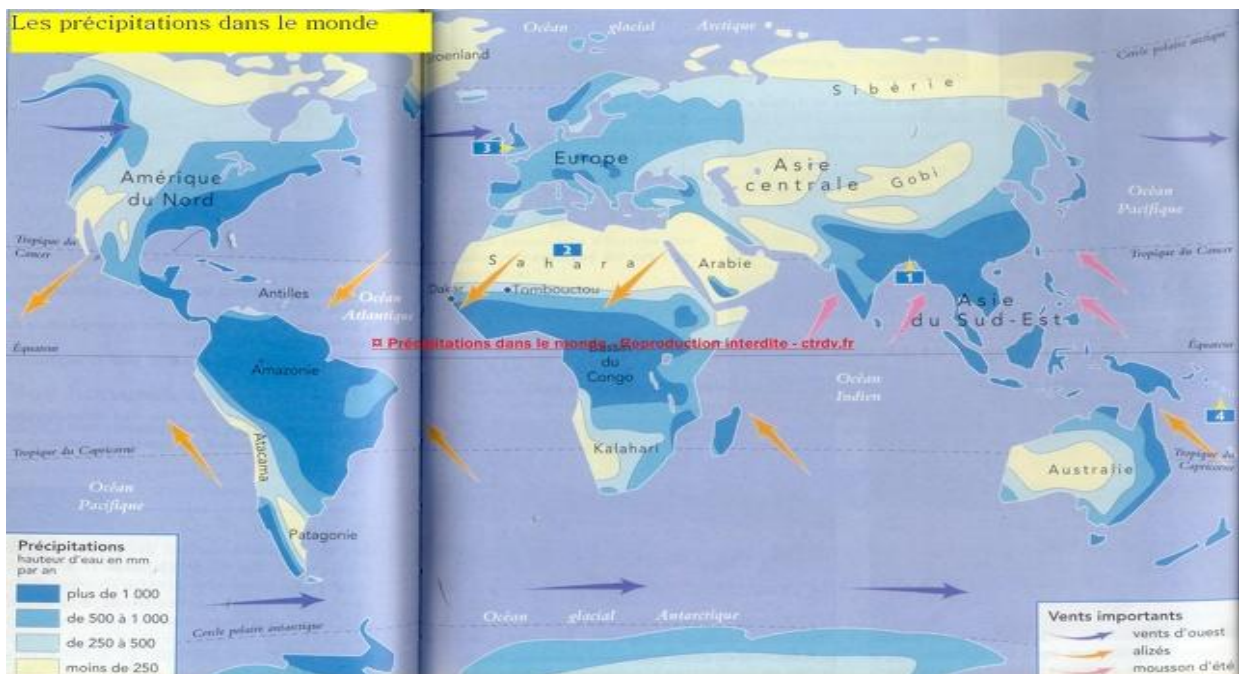 Les précipitations dans le monde
Océan glacial Arctique
Cercle polaire arctique
Sibérie
3
Europe
Asie
centrale
Gobi
Amérique
du Nord
Océan
Pacifique
Tropique du
Cancer
2
Sahara
Arabie
Tropique du Cancer
1
Dakar
Tombouctou
Antilles
Océan
Atlantique
Asie
du Sud-Est
¤ Précipitations dans le monde - Reproduction interdite - ctrdv.fr
Équateur
Équateur
Amazonie
Bassin
du
Congo
Océan
Indien
4
Atacama
Kalahari
Australie
Tropique du Capricorne
Tropique du
Capricorne
Océan
Pacifique
Patagonie
Précipitations
hauteur d'eau en mm
par an
plus de 1 000
de 500 à 1 000
de 250 à 500
moins de 250
Cercle polaire antarctique
Océan glacial Antarctique
Vents importants
vents d'ouest
alizés
mousson d'été